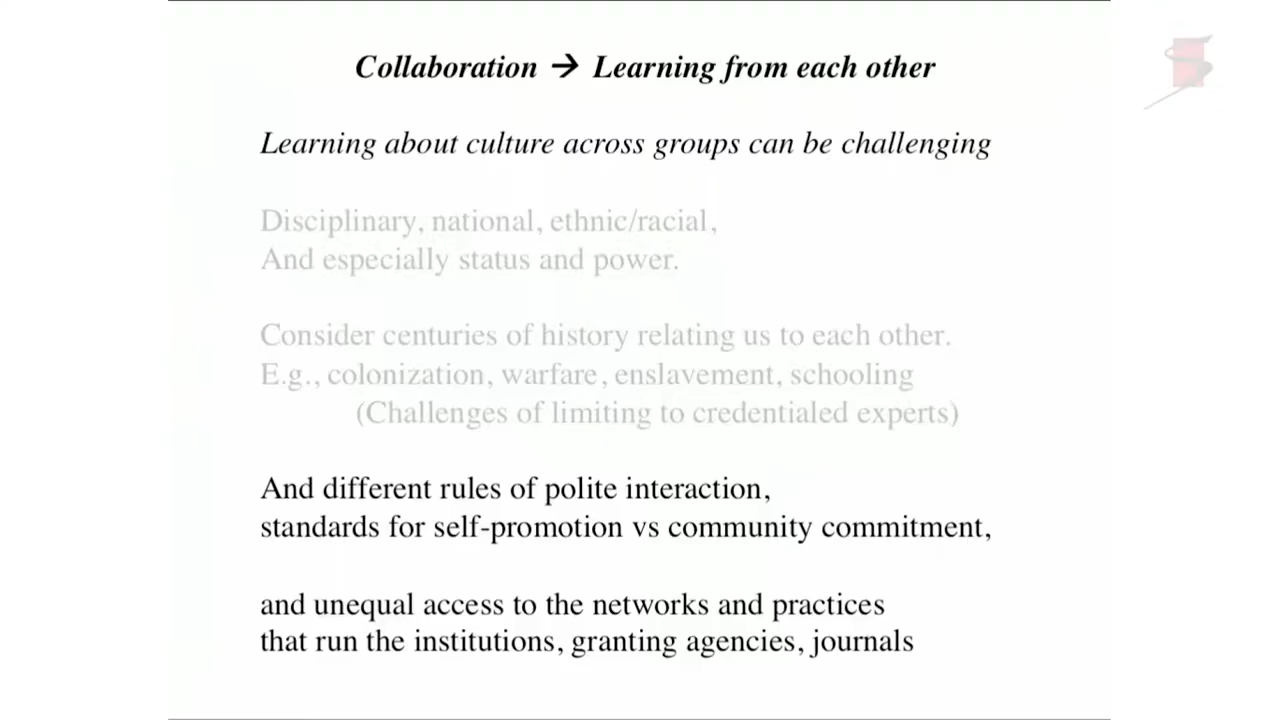 Collaboration → Learning from each other
Learning about culture across groups can be challenging
Disciplinary, national, ethnic/racial,
And especially status and power.
Consider centuries of history relating us to each other.
E.g., colonization, warfare, enslavement, schooling
(Challenges of limiting to credentialed experts)
And different rules of polite interaction,
standards for self-promotion vs community commitment,
and unequal access to the networks and practices
that run the institutions, granting agencies, journals